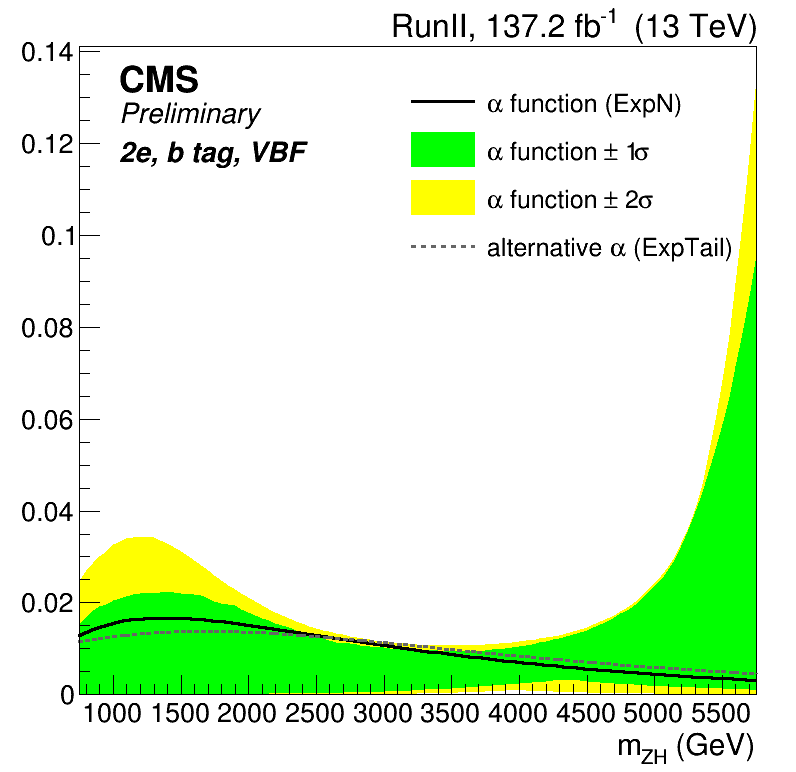 RunII, 137.2 fb⁻¹ (13 TeV)
CMS
Preliminary
2e, b tag, VBF
α function (ExpN)
α function ± 1σ
α function ± 2σ
alternative α (ExpTail)
0.14
0.12
0.1
0.08
0.06
0.04
0.02
0
1000 1500 2000 2500 3000 3500 4000 4500 5000 5500
m_ZH (GeV)